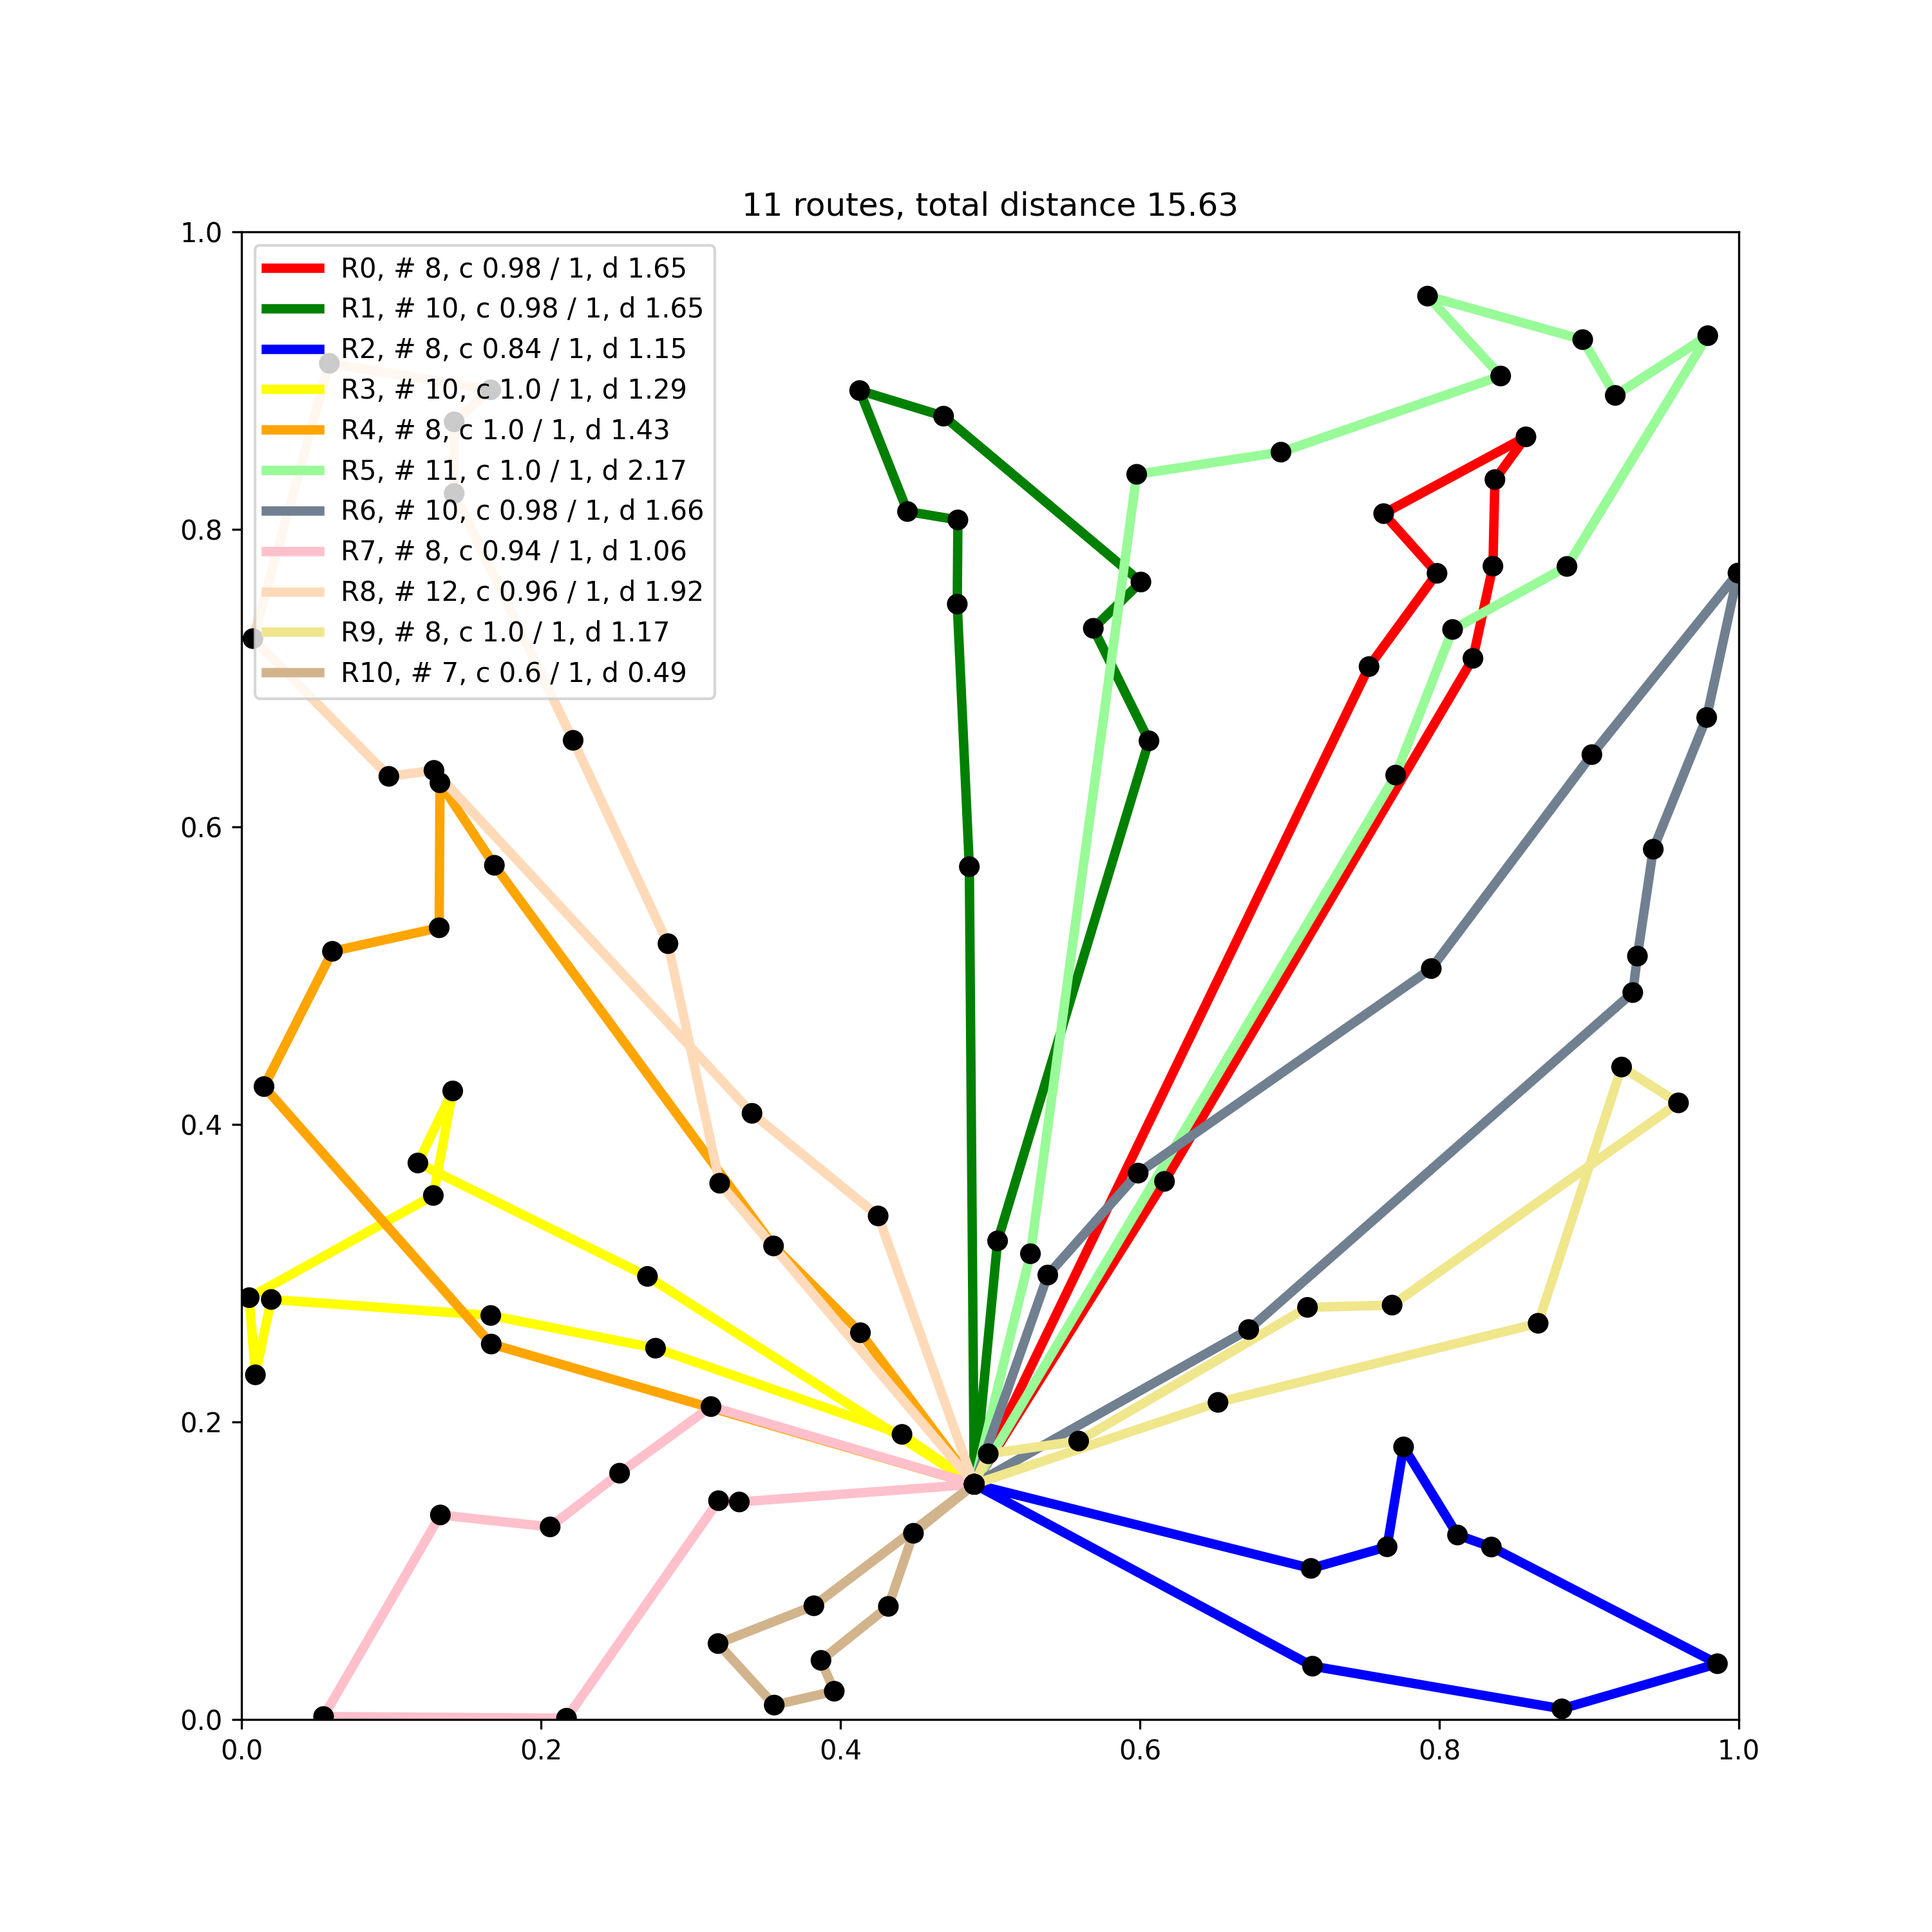 11 routes, total distance 15.63
1.0
0.8
0.6
0.4
0.2
0.0
R0, # 8, c 0.98 / 1, d 1.65
R1, # 10, c 0.98 / 1, d 1.65
R2, # 8, c 0.84 / 1, d 1.15
R3, # 10, c 1.0 / 1, d 1.29
R4, # 8, c 1.0 / 1, d 1.43
R5, # 11, c 1.0 / 1, d 2.17
R6, # 10, c 0.98 / 1, d 1.66
R7, # 8, c 0.94 / 1, d 1.06
R8, # 12, c 0.96 / 1, d 1.92
R9, # 8, c 1.0 / 1, d 1.17
R10, # 7, c 0.6 / 1, d 0.49
0.0 0.2 0.4 0.6 0.8 1.0